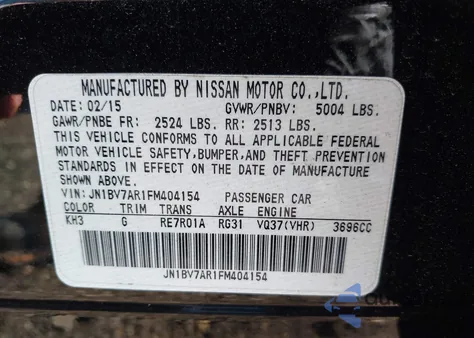 MANUFACTURED BY NISSAN MOTOR CO.,LTD.
DATE: 02/15 GVWR/PNBV: 5004 LBS.
GAWR/PNBE FR: 2524 LBS. RR: 2513 LBS.
THIS VEHICLE CONFORMS TO ALL APPLICABLE FEDERAL
MOTOR VEHICLE SAFETY,BUMPER,AND THEFT PREVENTION
STANDARDS IN EFFECT ON THE DATE OF MANUFACTURE
SHOWN ABOVE.
VIN: JN1BV7AR1FM404154 PASSENGER CAR
COLOR TRIM TRANS AXLE ENGINE
KH3 G RE7R01A RG31 VQ37(VHR) 3696CC
JN1BV7AR1FM404154